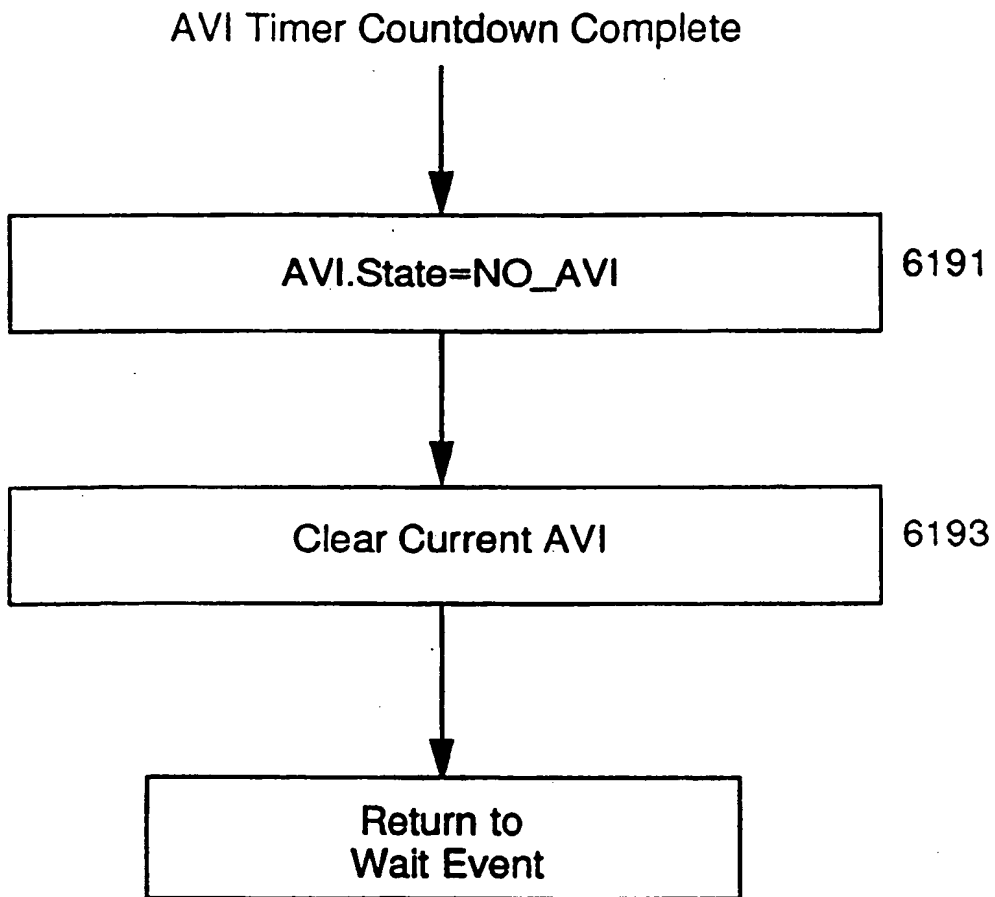 AVI Timer Countdown Complete
AVI.State=NO_AVI
6191
Clear Current AVI
6193
Return to
Wait Event